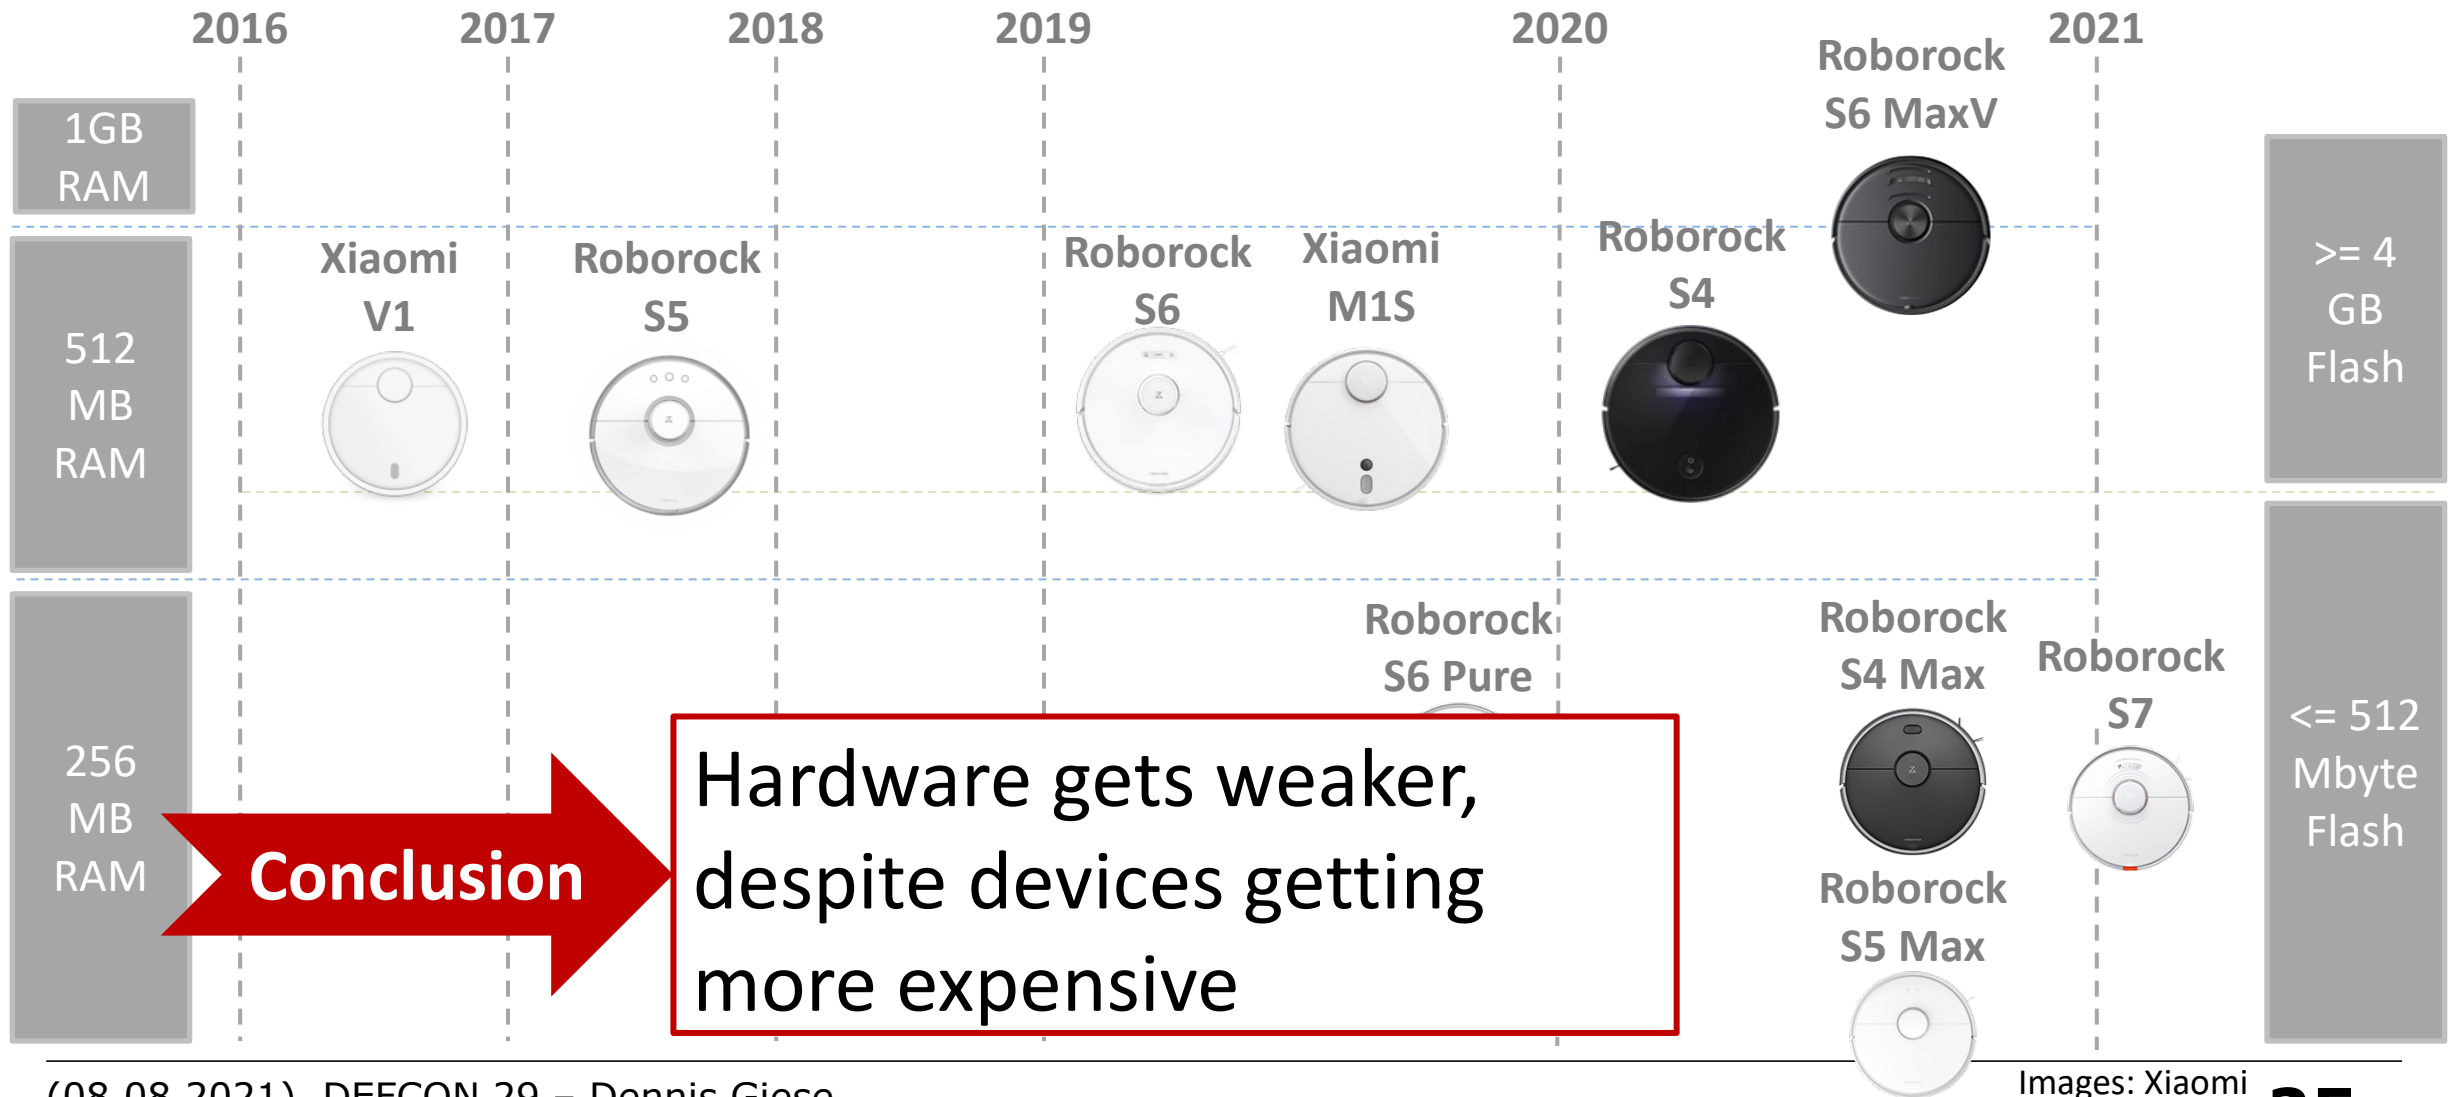 2016 2017 2018 2019 2020 2021
1GB
RAM
512
MB
RAM
256
MB
RAM
Xiaomi
V1
Roborock
S5
Roborock
S6
Xiaomi
M1S
Roborock
S4
Roborock
S6 MaxV
Roborock
S6 Pure
Roborock
S4 Max
Roborock
S5 Max
Roborock
S7
>= 4
GB
Flash
<= 512
Mbyte
Flash
Conclusion
Hardware gets weaker,
despite devices getting
more expensive
(08.08.2021) DEFCON 29 – Dennis Giese
Images: Xiaomi